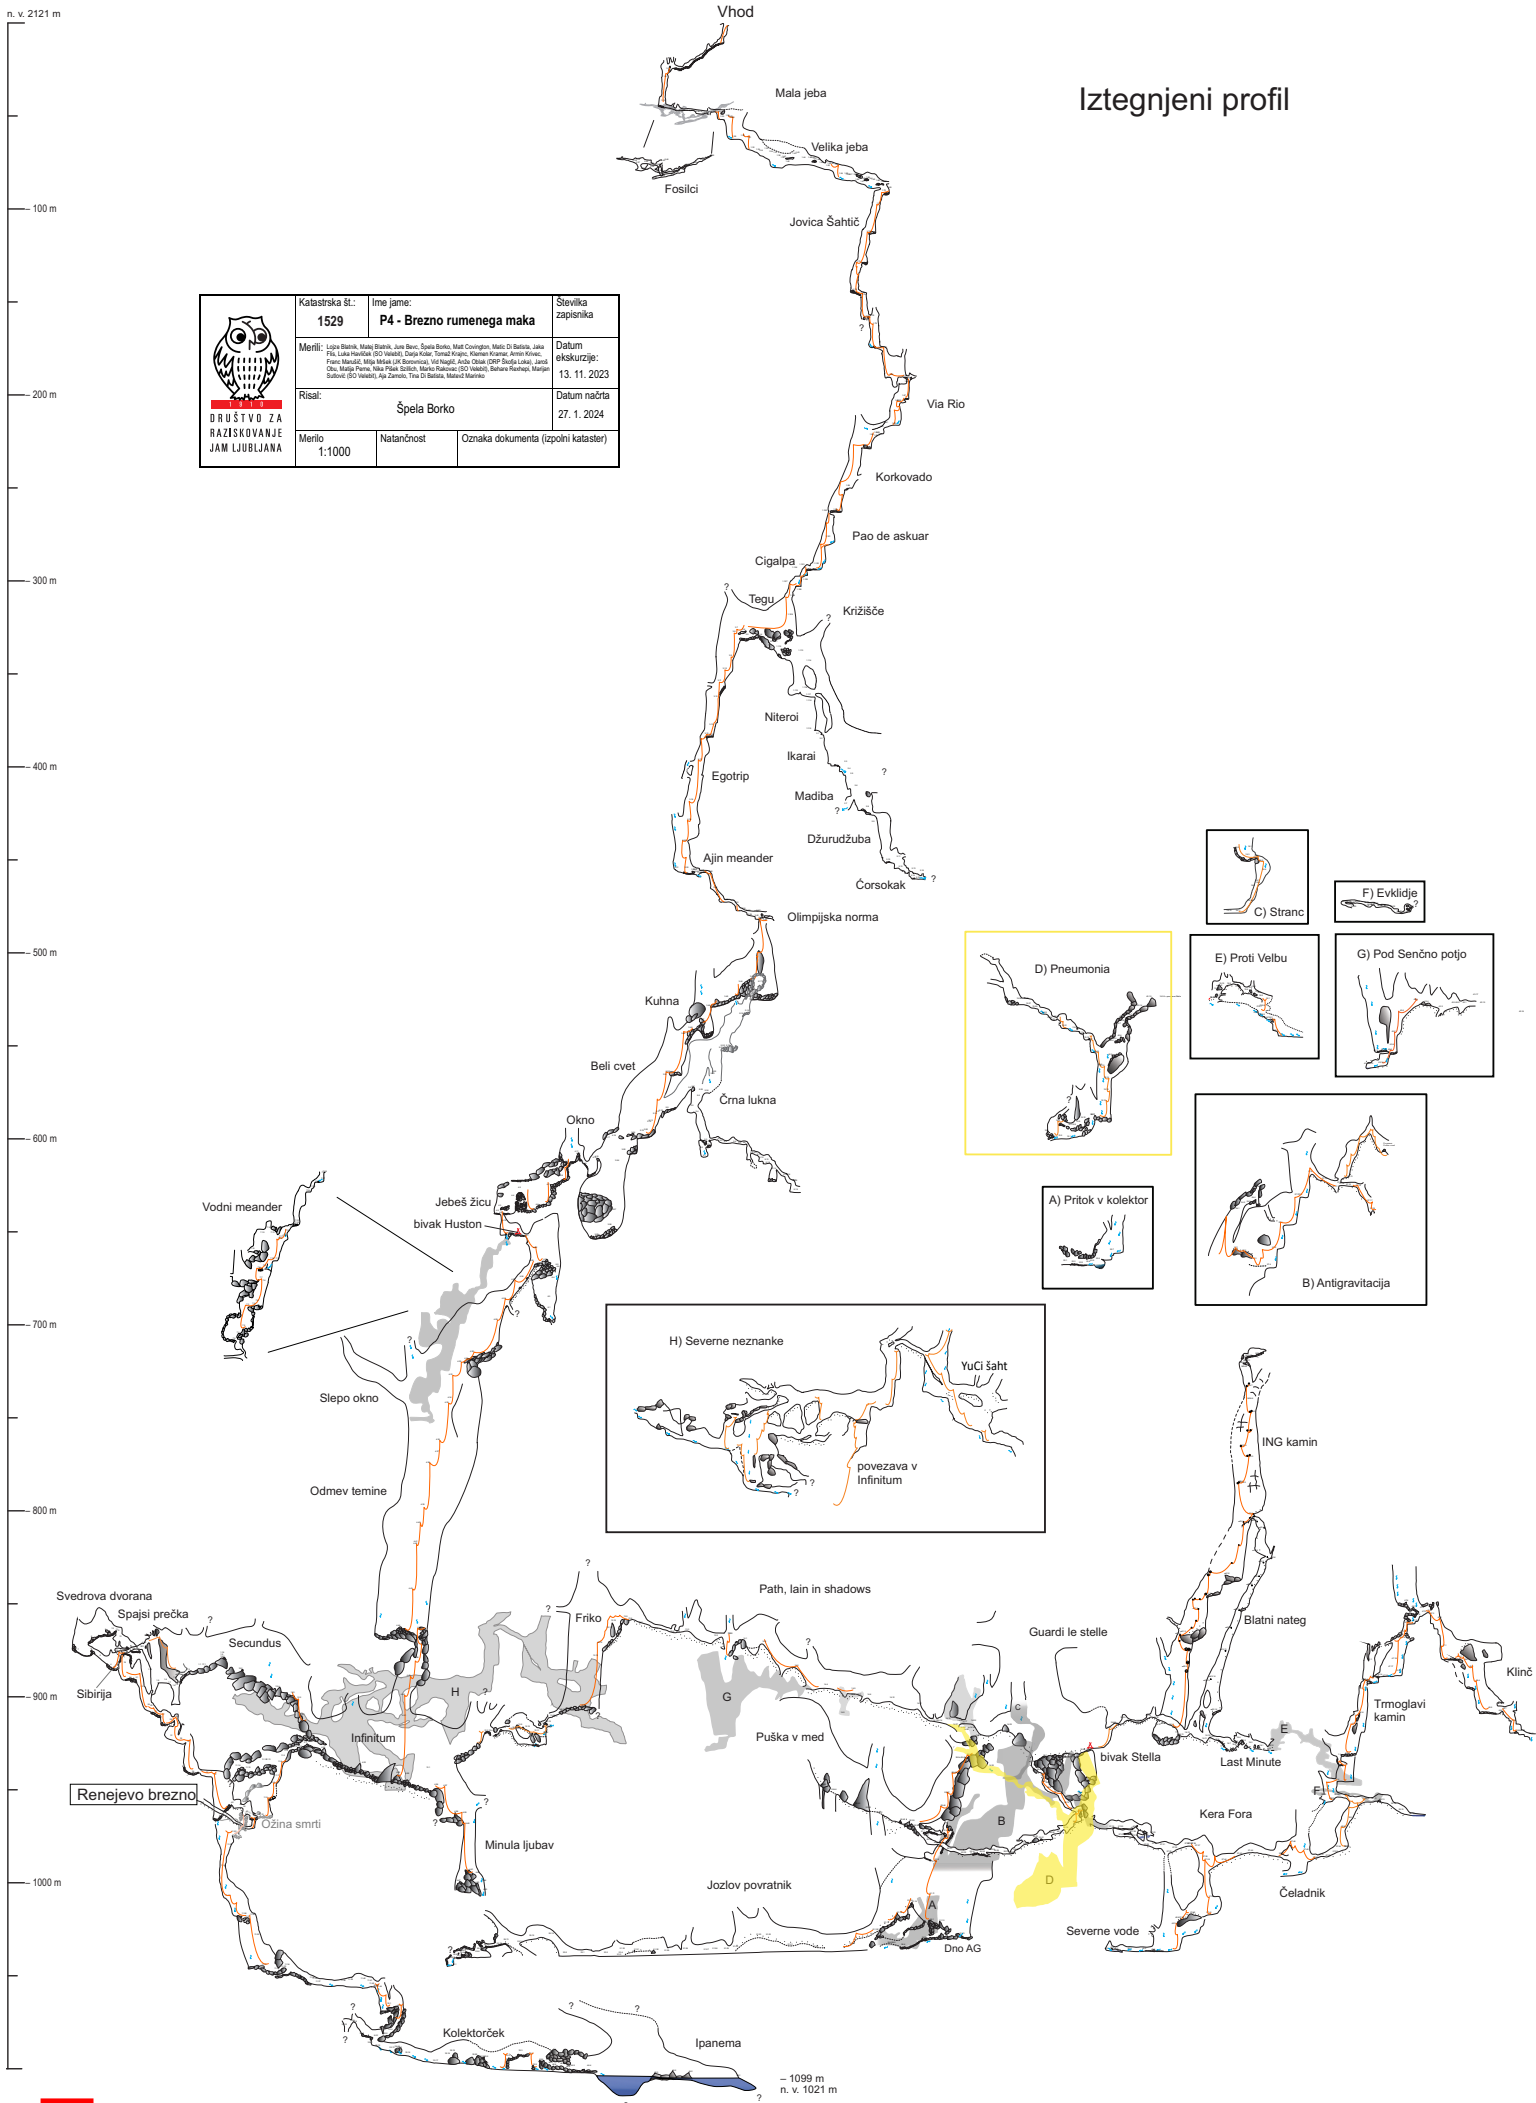 n. v. 2121 m
Vhod
Iztegnjeni profil
Mala jeba
Velika jeba
Fosilci
– 100 m
Jovica Šahtič
?
DRUŠTVO ZA
RAZISKOVANJE
JAM LJUBLJANA
1 9 1 0
Katastrska št.:
1529
Ime jame:
P4 - Brezno rumenega maka
Številka
zapisnika
Merili:
Datum
ekskurzije:
13. 11. 2023
Risal:
Špela Borko
Datum načrta
27. 1. 2024
Merilo
1:1000
Natančnost
Oznaka dokumenta (izpolni kataster)
– 200 m
Via Rio
Korkovado
Pao de askuar
Cigalpa
– 300 m
?
Tegu
Križišče
?
Niteroi
Ikarai
– 400 m
Egotrip
?
Madiba
?
Džurudžuba
Ajin meander
Čorsokak
?
Olimpijska norma
C) Stranc
F) Evklidje
?
– 500 m
D) Pneumonia
?
E) Proti Velbu
G) Pod Senčno potjo
Kuhna
Beli cvet
Črna lukna
Okno
– 600 m
Jebeš žicu
Vodni meander
bivak Huston
?
A) Pritok v kolektor
B) Antigravitacija
– 700 m
?
Slepo okno
H) Severne neznanke
YuCi šaht
povezava v
Infinitum
?
?
ING kamin
Odmev temine
– 800 m
?
Path, lain in shadows
Svedrova dvorana
Spajsi prečka
?
Secundus
?
Friko
Guardi le stelle
Blatni nateg
?
Klinč
Sibirija
– 900 m
H
?
G
C
Trmoglavi
kamin
Infinitum
Puška v med
bivak Stella
Last Minute
E
F
Renejevo brezno
Ožina smrti
?
?
Minula ljubav
B
Kera Fora
– 1000 m
Jozlov povratnik
D
Čeladnik
A
Severne vode
Dno AG
?
?
?
?
?
Kolektorček
Ipanema
– 1099 m
n. v. 1021 m
?